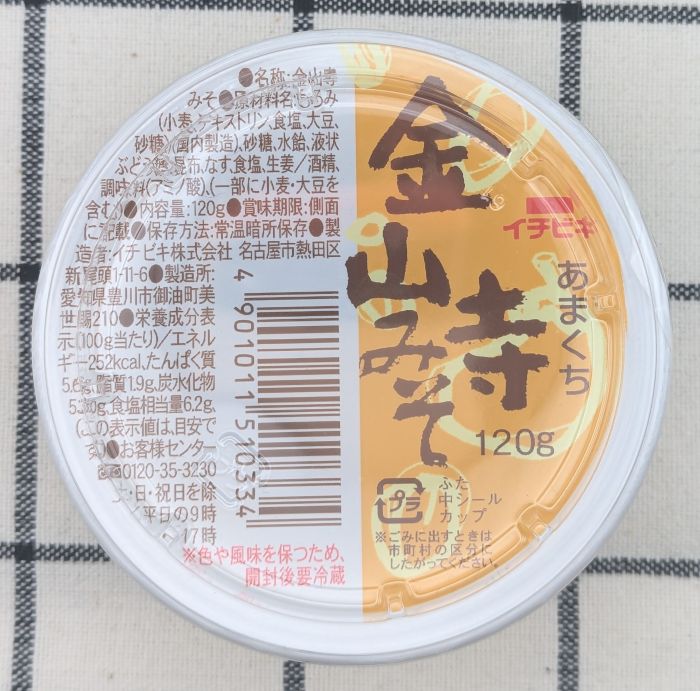 ●名称:金山寺
みそ●原材料名:もろみ
(小麦、デキストリン、食塩、大豆、
砂糖)(国内製造)、砂糖、水飴、液状
ぶどう糖、昆布、なす、食塩、生姜/酒精、
調味料(アミノ酸)、(一部に小麦・大豆を
含む)●内容量:120g●賞味期限:側面
に記載●保存方法:常温暗所保存●製
造者:イチビキ株式会社 名古屋市熱田区
新尾頭1-11-6●製造所:
愛知県豊川市御油町美
世賜210●栄養成分表
示(100g当たり)/エネル
ギー252kcal、たんぱく質
5.6g、脂質1.9g、炭水化物
g、食塩相当量6.2g、
(この表示値は、目安で
す)●お客様センター
0120-35-3230
土・日・祝日を除
平日の9時
17時
※色や風味を保つため、
開封後要冷蔵
4 901011 510334
金山寺みそ
イチビキ
あまくち
120g
プラ
ふた
中シール
カップ
※ごみに出すときは
市町村の区分に
したがってください。